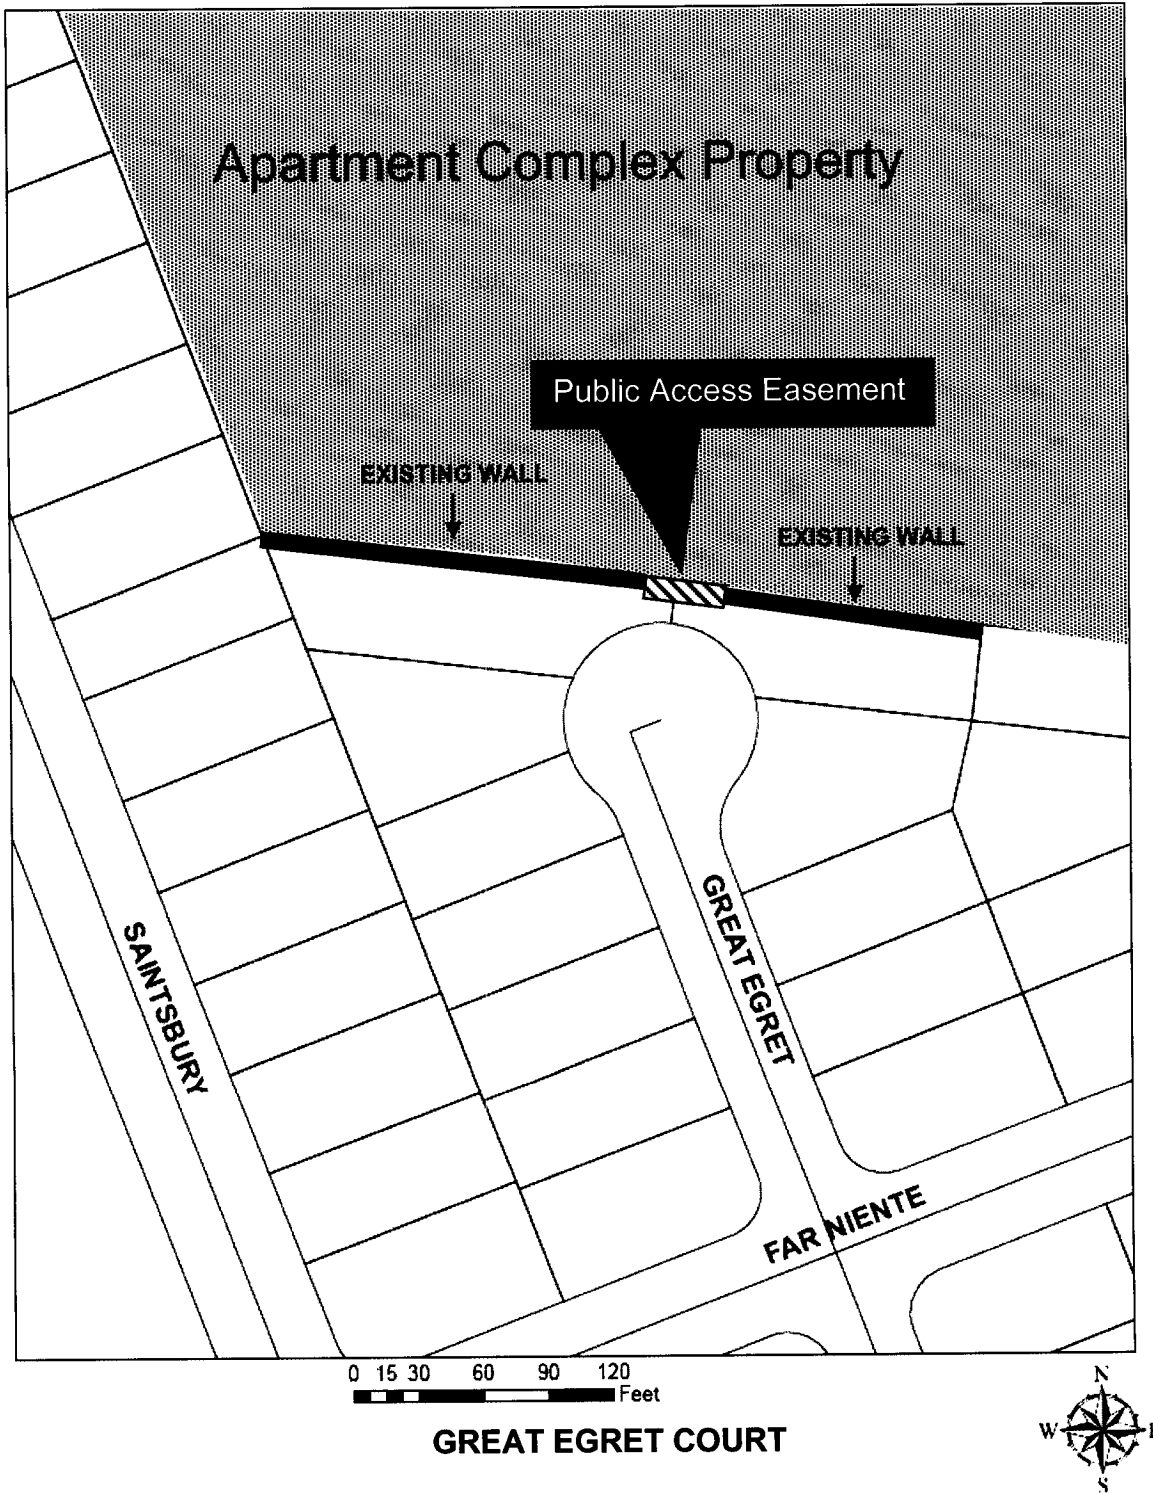 Apartment Complex Property
Public Access Easement
EXISTING WALL
EXISTING WALL
GREAT EGRET
SAINTSBURY
FAR NIENTE
0 15 30 60 90 120
Feet
GREAT EGRET COURT
N
W
S